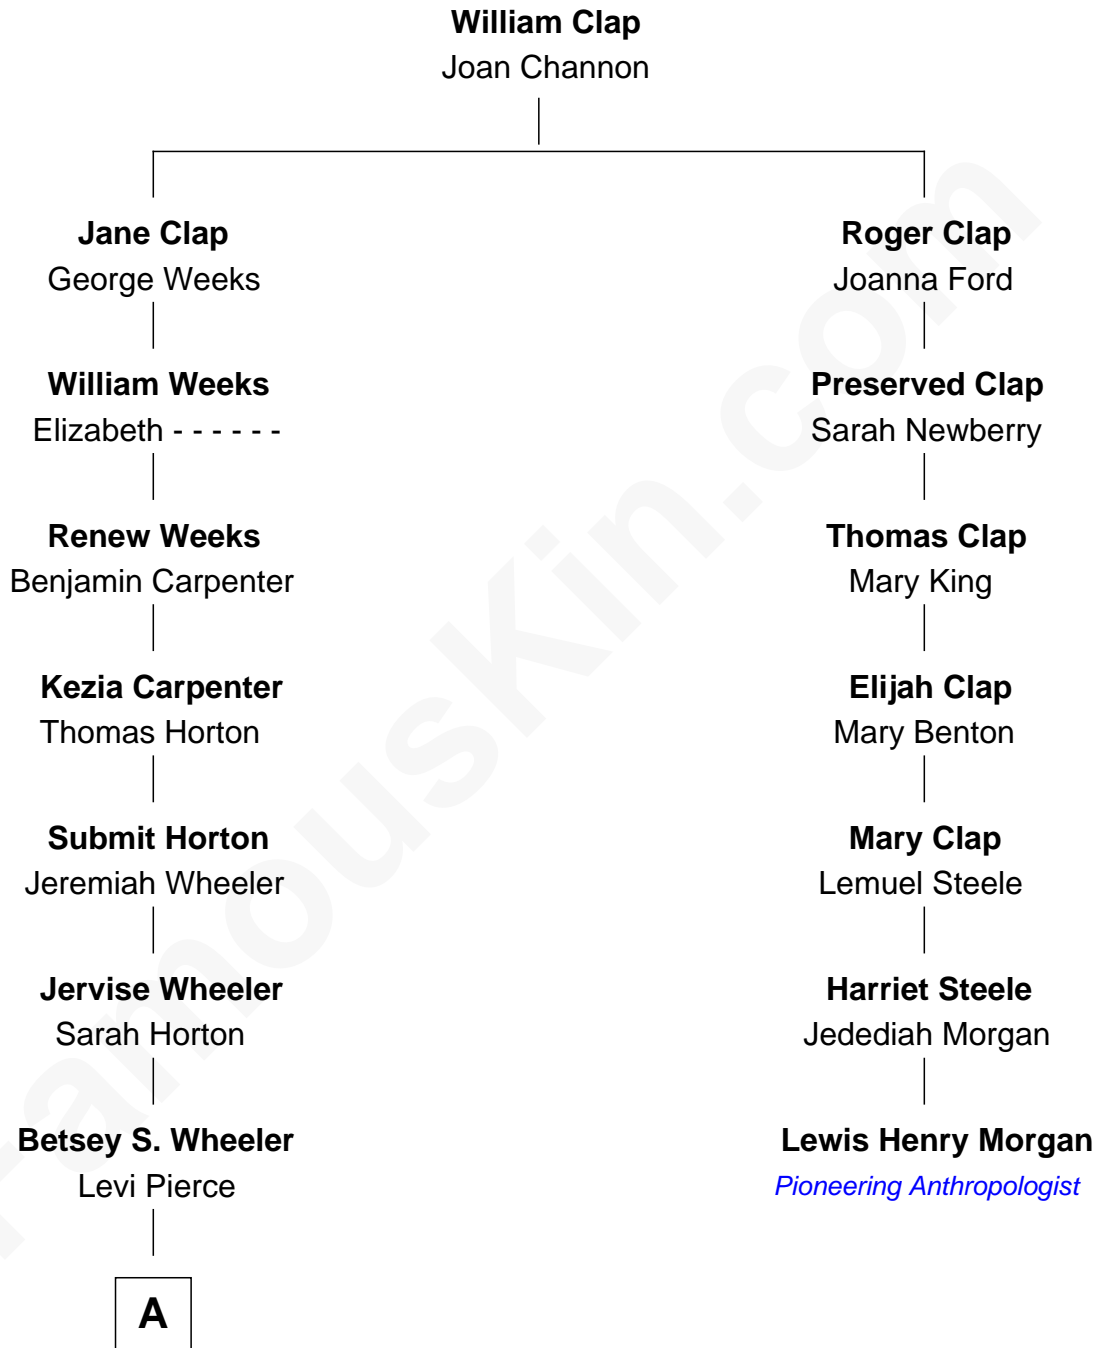 William Clap
Joan Channon
Jane Clap
George Weeks
Roger Clap
Joanna Ford
William Weeks
Elizabeth - - - - - -
Preserved Clap
Sarah Newberry
Renew Weeks
Benjamin Carpenter
Thomas Clap
Mary King
Kezia Carpenter
Thomas Horton
Elijah Clap
Mary Benton
Submit Horton
Jeremiah Wheeler
Mary Clap
Lemuel Steele
Jervise Wheeler
Sarah Horton
Harriet Steele
Jedediah Morgan
Betsey S. Wheeler
Levi Pierce
Lewis Henry Morgan
Pioneering Anthropologist
A
FamousKin.com